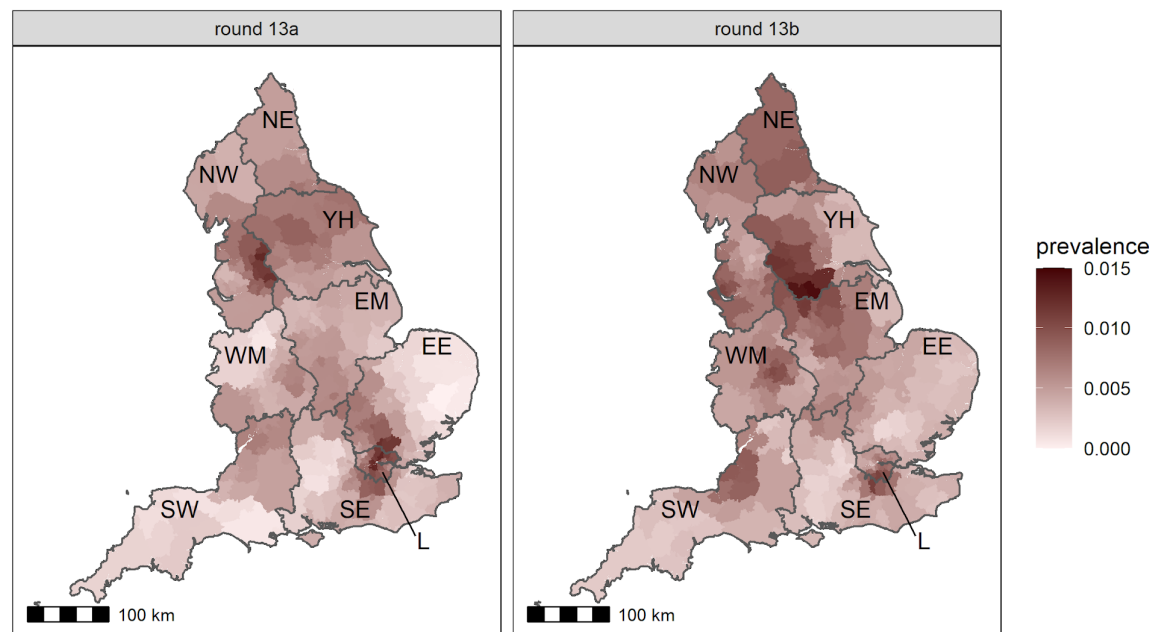 round 13a
round 13b
NE
NW
YH
EM
WM
EE
SW
SE
L
100 km
NE
NW
YH
EM
WM
EE
SW
SE
L
100 km
prevalence
0.015
0.010
0.005
0.000